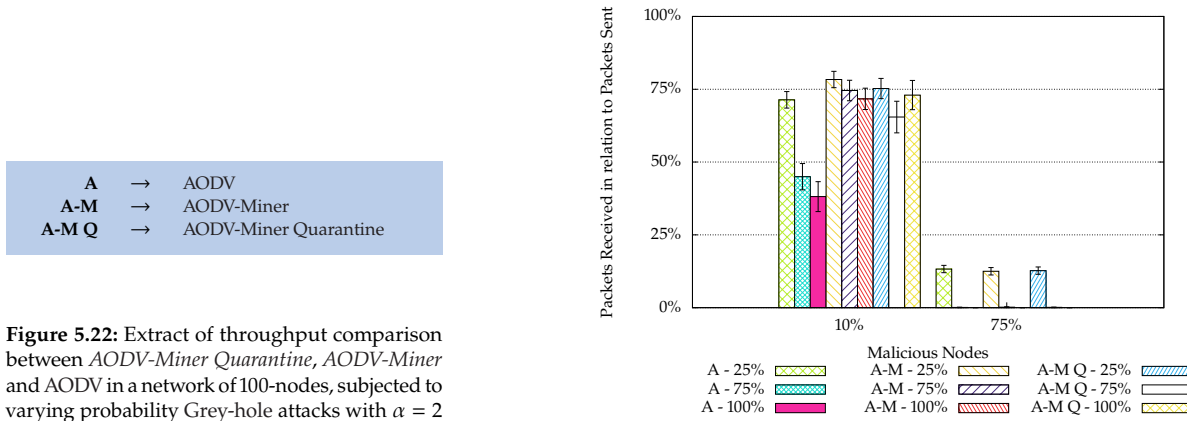 A → AODV
A-M → AODV-Miner
A-M Q → AODV-Miner Quarantine
Figure 5.22: Extract of throughput comparison
between AODV-Miner Quarantine, AODV-Miner
and AODV in a network of 100-nodes, subjected to
varying probability Grey-hole attacks with α = 2
Packets Received in relation to Packets Sent
100%
75%
50%
25%
0%
10% 75%
Malicious Nodes
A - 25% A-M - 25% A-M Q - 25%
A - 75% A-M - 75% A-M Q - 75%
A - 100% A-M - 100% A-M Q - 100%